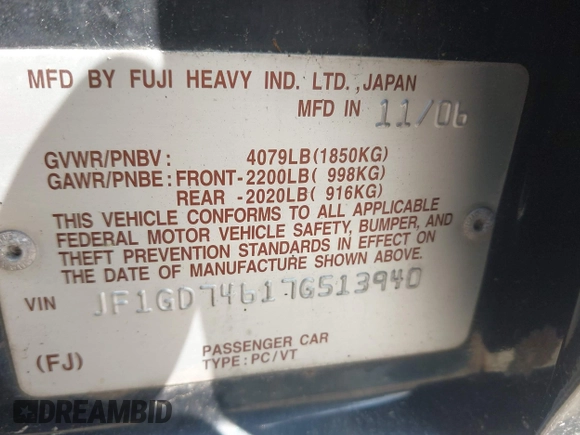 MFD BY FUJI HEAVY IND. LTD., JAPAN
MFD IN 11/06
GVWR/PNBV: 4079LB(1850KG)
GAWR/PNBE: FRONT-2200LB( 998KG)
REAR -2020LB( 916KG)
THIS VEHICLE CONFORMS TO ALL APPLICABLE
FEDERAL MOTOR VEHICLE SAFETY, BUMPER, AND
THEFT PREVENTION STANDARDS IN EFFECT ON
THE DATE OF MANUFACTURE SHOWN ABOVE.
VIN JF1GD74617G513940
(FJ) PASSENGER CAR
TYPE: PC/VT
DREAMBID